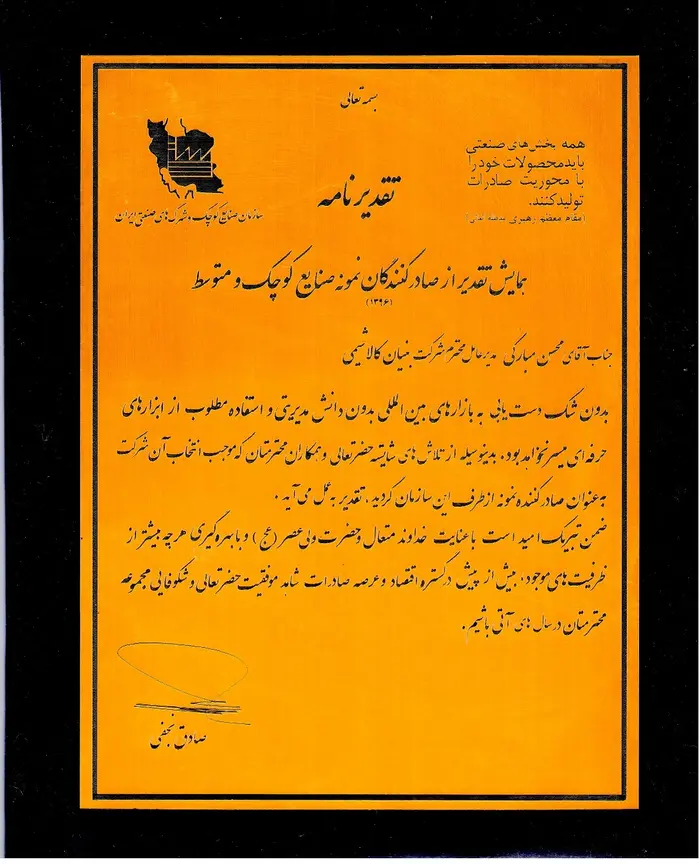 بسمه تعالی
همه بخش‌های صنعتی
باید محصولات خود را
با محوریت صادرات
تولید کنند.
(مقام معظم رهبری
سازمان صنایع کوچک و شهرک‌های صنعتی ایران
تقدیرنامه
همایش تقدیر از صادرکنندگان نمونه صنایع کوچک و متوسط
(۱۳۹۶)
جناب آقای محسن مبارکی مدیرعامل محترم شرکت بنیان کالا شیمی
بدون شک دست یابی به بازارهای بین المللی بدون دانش مدیریتی و استفاده مطلوب از ابزارهای
حرفه‌ای میسر نخواهد بود. بدینوسیله از تلاش‌های شایسته حضرتعالی و همکاران محترمتان که موجب انتخاب آن شرکت
به عنوان صادرکننده نمونه از طرف این سازمان گردید، تقدیر به عمل می‌آید.
ضمن تبریک امید است با عنایت خداوند متعال و حضرت ولی عصر (عج) و با بهره‌گیری هر چه بیشتر از
ظرفیت‌های موجود، بیش از پیش در گستره اقتصاد و عرصه صادرات شاهد موفقیت حضرتعالی و شکوفایی مجموعه
محترمتان در سال‌های آتی باشیم.
صادق نجفی